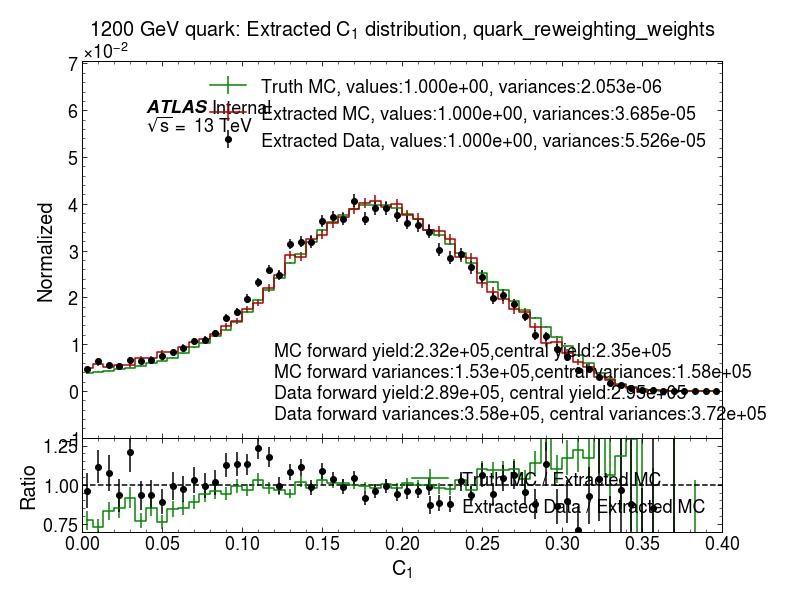 1200 GeV quark: Extracted C1 distribution, quark_reweighting_weights
×10−2
Truth MC, values:1.000e+00, variances:2.053e-06
ATLAS Internal
Extracted MC, values:1.000e+00, variances:3.685e-05
√s = 13 TeV
Extracted Data, values:1.000e+00, variances:5.526e-05
7
6
5
4
3
2
1
0
−1
Normalized
MC forward yield:2.32e+05,central yield:2.35e+05
MC forward variances:1.53e+05,central variances:1.58e+05
Data forward yield:2.89e+05, central yield:2.95e+05
Data forward variances:3.58e+05, central variances:3.72e+05
1.25
1.00
0.75
Ratio
Truth MC / Extracted MC
Extracted Data / Extracted MC
0.00 0.05 0.10 0.15 0.20 0.25 0.30 0.35 0.40
C1